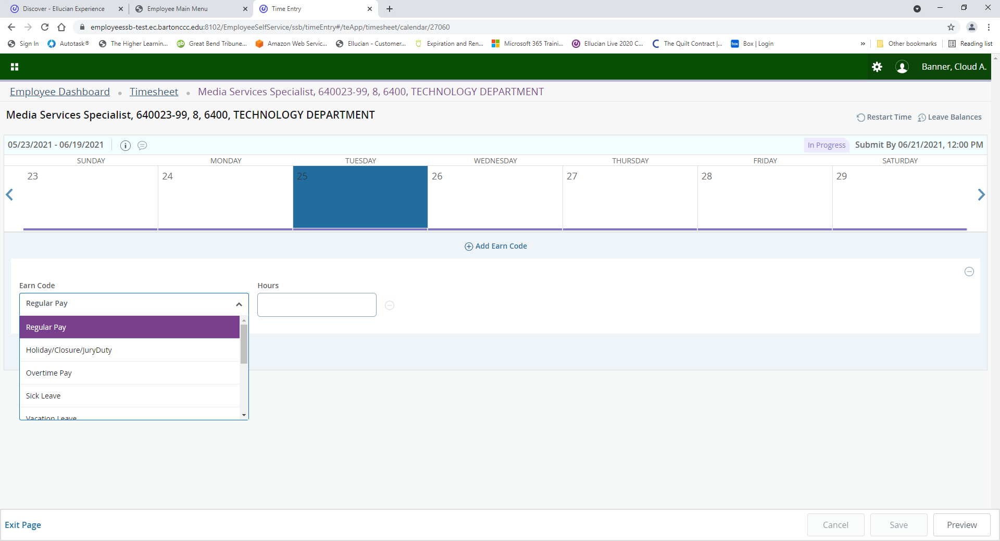 Discover - Ellucian Experience
Employee Main Menu
Time Entry
employeessb-test.ec.bartonccc.edu:8102/EmployeeSelfService/ssb/timeEntry#/teApp/timesheet/calendar/27060
Sign In
Autotask®
The Higher Learnin...
gb
Great Bend Tribune...
Amazon Web Servic...
Ellucian - Customer...
Expiration and Ren...
Microsoft 365 Traini...
Ellucian Live 2020 C...
The Quilt Contract |...
box
Box | Login
»
Other bookmarks
Reading list
Banner, Cloud A.
Employee Dashboard • Timesheet • Media Services Specialist, 640023-99, 8, 6400, TECHNOLOGY DEPARTMENT
Media Services Specialist, 640023-99, 8, 6400, TECHNOLOGY DEPARTMENT
Restart Time
Leave Balances
05/23/2021 - 06/19/2021
In Progress
Submit By 06/21/2021, 12:00 PM
SUNDAY MONDAY TUESDAY WEDNESDAY THURSDAY FRIDAY SATURDAY
23 24 25 26 27 28 29
Add Earn Code
Earn Code
Hours
Regular Pay
Regular Pay
Holiday/Closure/JuryDuty
Overtime Pay
Sick Leave
Vacation Leave
Exit Page
Cancel
Save
Preview